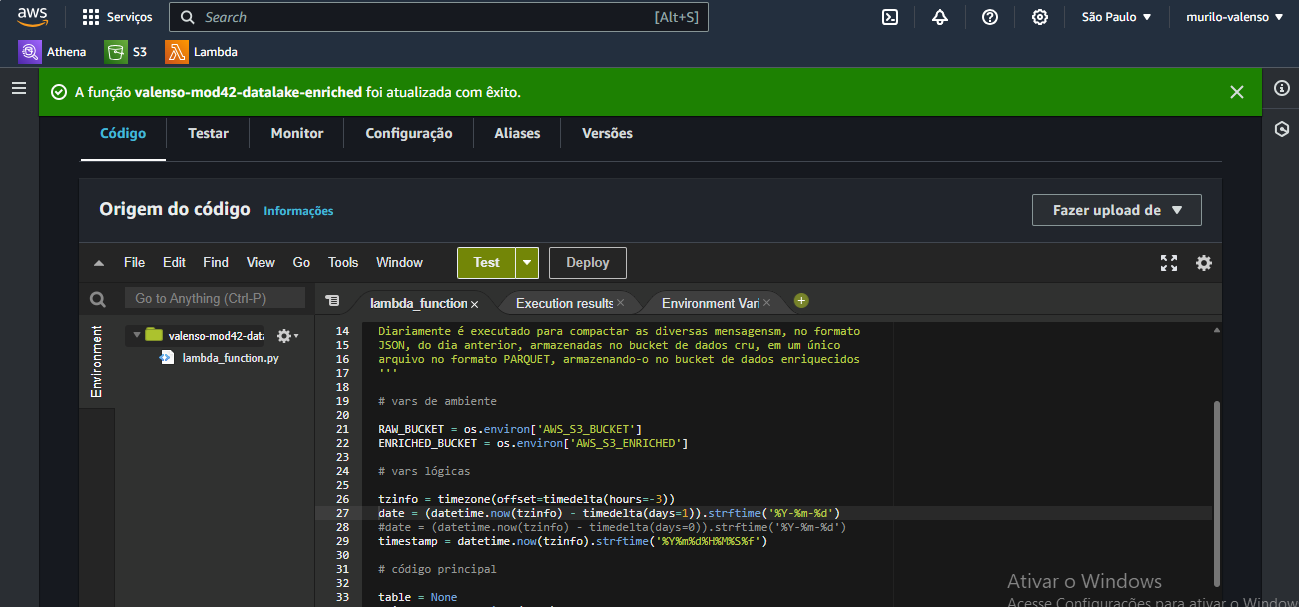 aws
Serviços
Search
[Alt+S]
São Paulo ▼
murilo-valenso ▼
Athena
S3
Lambda
A função valenso-mod42-datalake-enriched foi atualizada com êxito.
Código
Testar
Monitor
Configuração
Aliases
Versões
Origem do código
Informações
Fazer upload de ▼
File Edit Find View Go Tools Window
Test
Deploy
Go to Anything (Ctrl-P)
lambda_function
Execution results
Environment Vari
Environment
valenso-mod42-data
lambda_function.py
14 Diariamente é executado para compactar as diversas mensagensm, no formato
15 JSON, do dia anterior, armazenadas no bucket de dados cru, em um único
16 arquivo no formato PARQUET, armazenando-o no bucket de dados enriquecidos
17 '''
18
19 # vars de ambiente
20
21 RAW_BUCKET = os.environ['AWS_S3_BUCKET']
22 ENRICHED_BUCKET = os.environ['AWS_S3_ENRICHED']
23
24 # vars lógicas
25
26 tzinfo = timezone(offset=timedelta(hours=-3))
27 date = (datetime.now(tzinfo) - timedelta(days=1)).strftime('%Y-%m-%d')
28 #date = (datetime.now(tzinfo) - timedelta(days=0)).strftime('%Y-%m-%d')
29 timestamp = datetime.now(tzinfo).strftime('%Y%m%d%H%M%S%f')
30
31 # código principal
32
33 table = None
Ativar o Windows
Acesse Configurações para ativar o Window